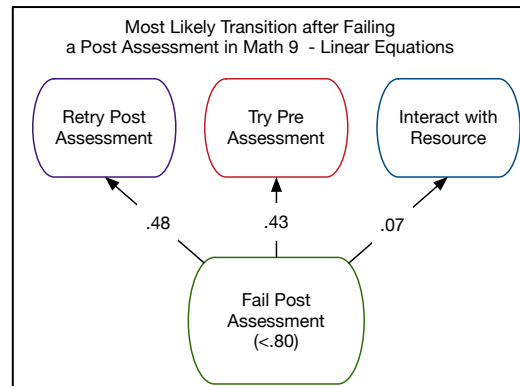 Most Likely Transition after Failing
a Post Assessment in Math 9 - Linear Equations
Retry Post
Assessment
Try Pre
Assessment
Interact with
Resource
.48
.43
.07
Fail Post
Assessment
(<.80)